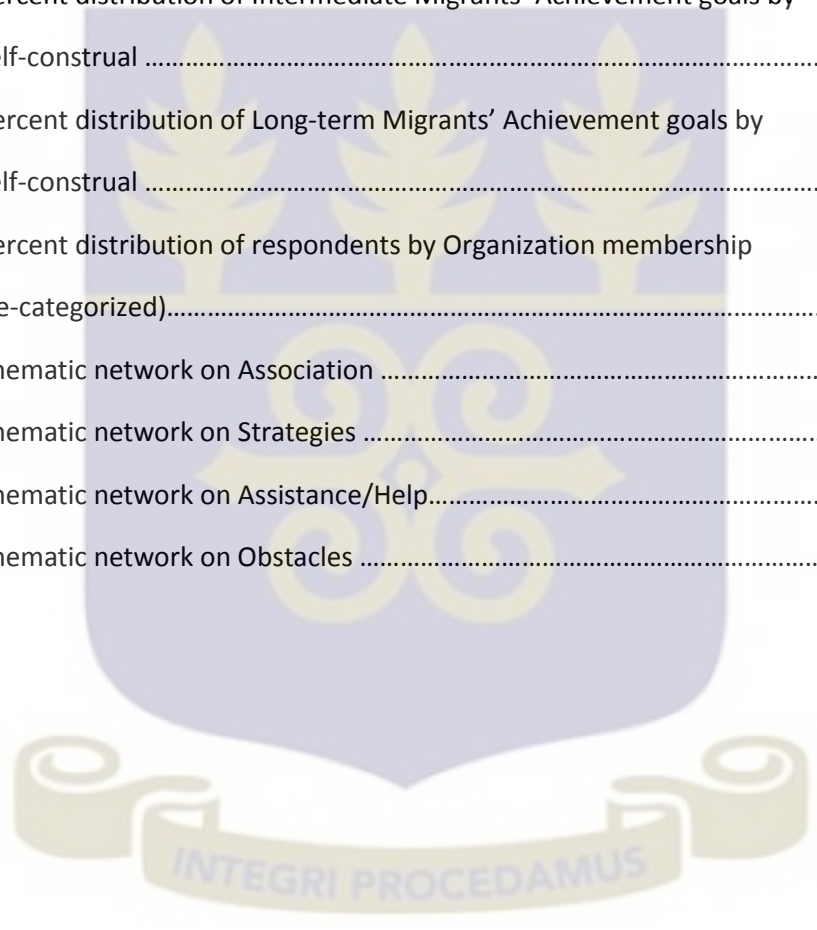 ercent distribution of Intermediate Migrants' Achievement goals by
elf-construal ....................................................................................
ercent distribution of Long-term Migrants' Achievement goals by
elf-construal ....................................................................................
ercent distribution of respondents by Organization membership
e-categorized).................................................................................
hematic network on Association .........................................................
hematic network on Strategies ...........................................................
hematic network on Assistance/Help...................................................
hematic network on Obstacles ............................................................
INTEGRI PROCEDAMUS